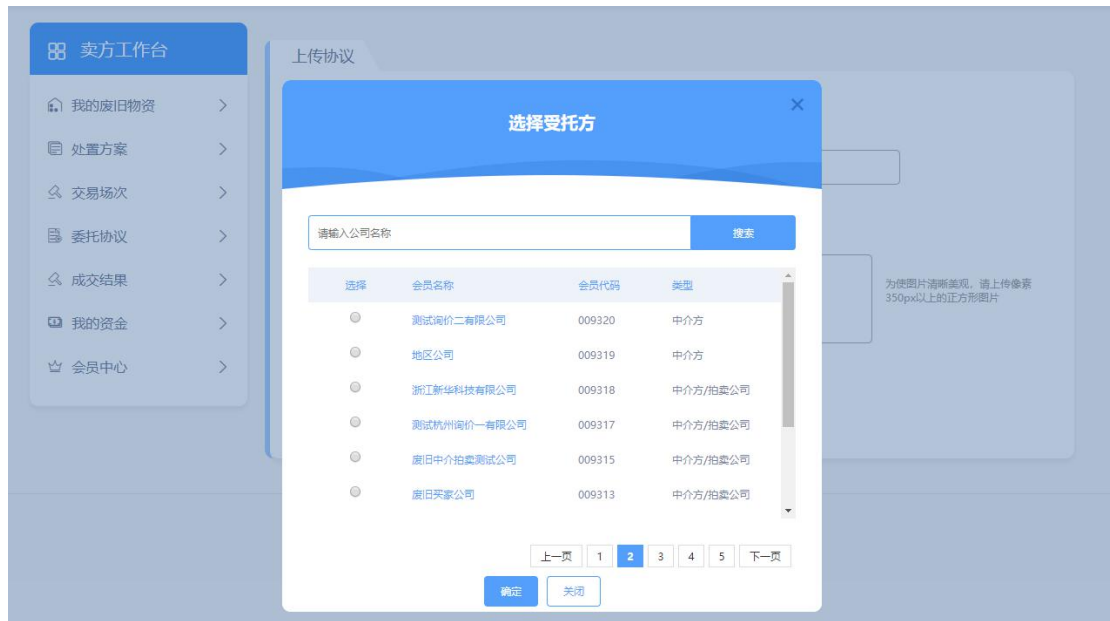 卖方工作台
上传协议
我的废旧物资
处置方案
交易场次
委托协议
成交结果
我的资金
会员中心
选择受托方
请输入公司名称
搜索
选择 会员名称 会员代码 类型
测试询价二有限公司 009320 中介方
地区公司 009319 中介方
浙江新华科技有限公司 009318 中介方/拍卖公司
测试杭州询价一有限公司 009317 中介方/拍卖公司
废旧中介拍卖测试公司 009315 中介方/拍卖公司
废旧买家公司 009313 中介方/拍卖公司
上一页 1 2 3 4 5 下一页
确定 关闭
为使图片清晰美观，请上传像素
350px以上的正方形图片